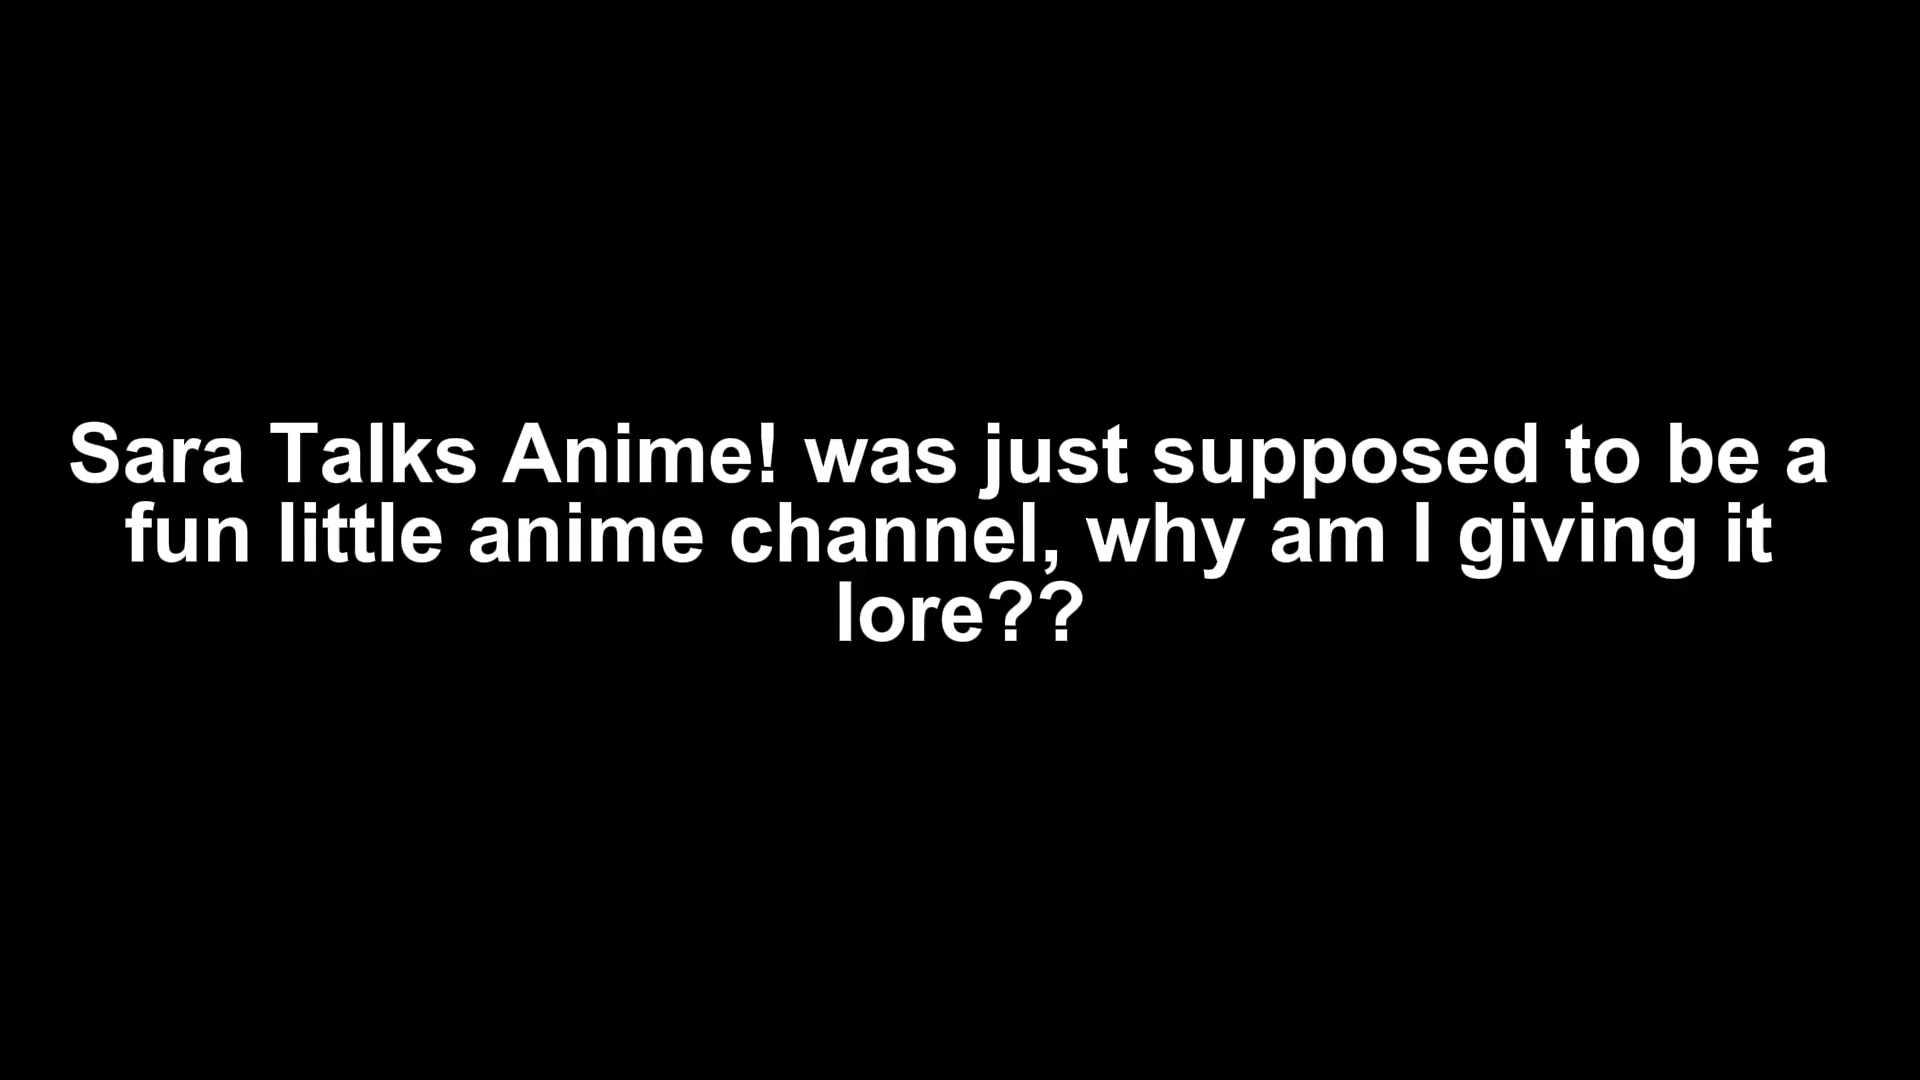 Sara Talks Anime! was just supposed to be a
fun little anime channel, why am I giving it
lore??